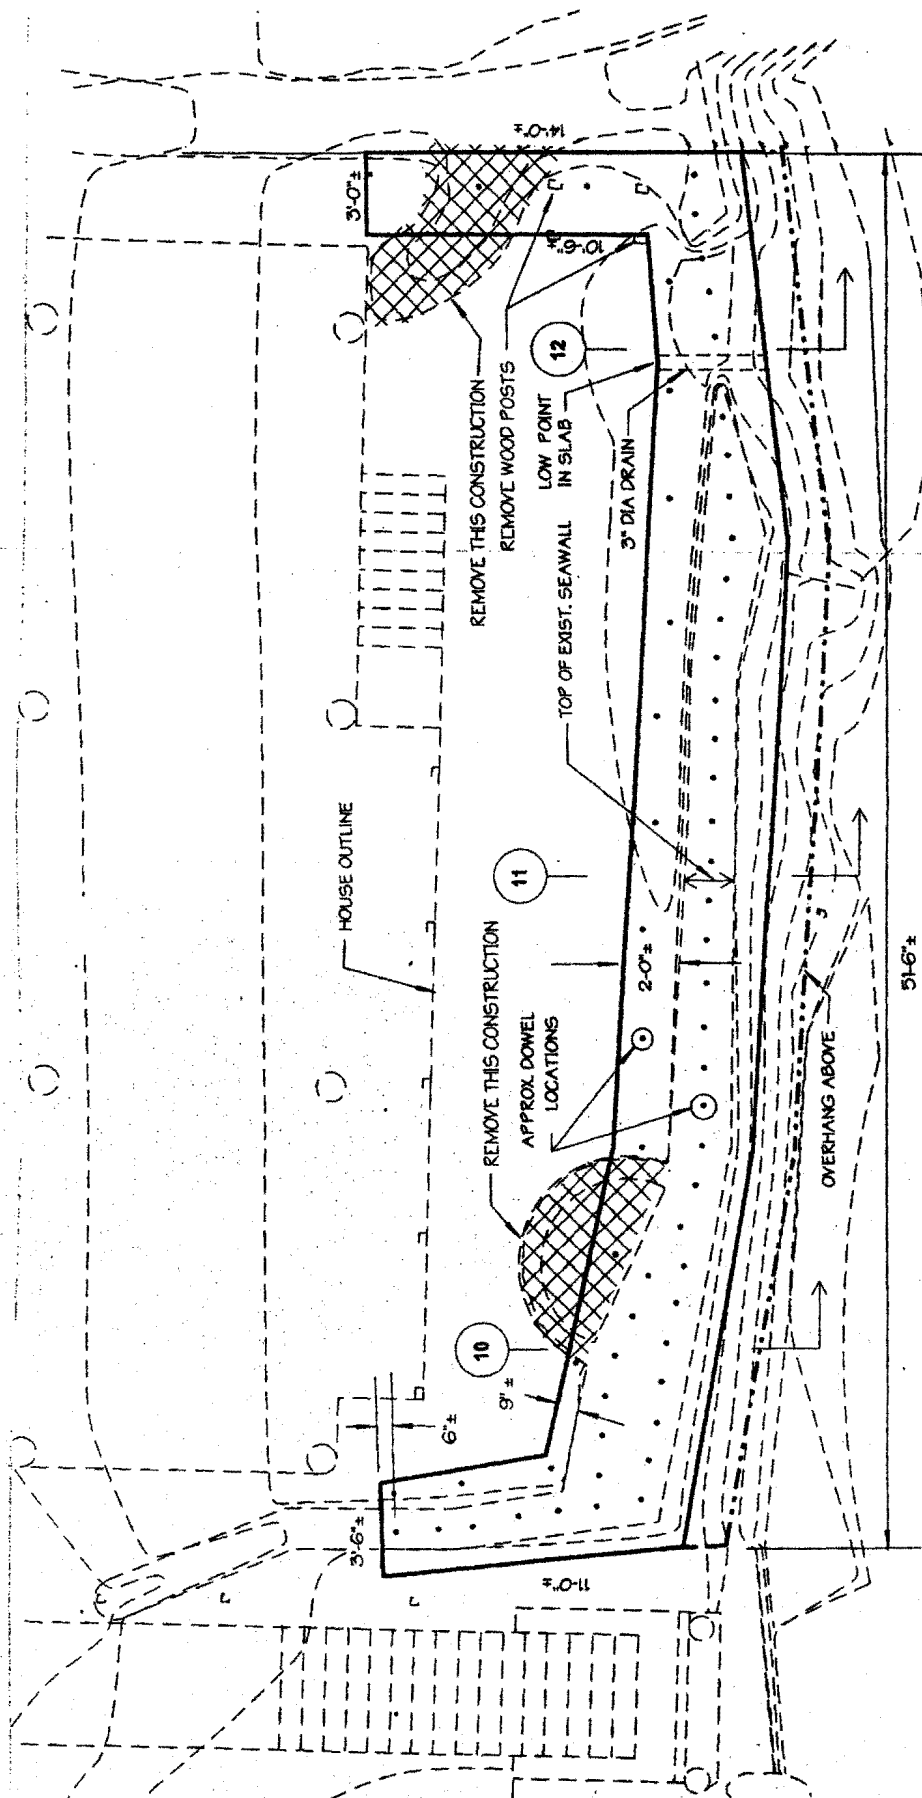 14'-0"±
3'-0"±
10'-6"±
REMOVE THIS CONSTRUCTION
REMOVE WOOD POSTS
12
LOW POINT
IN SLAB
3" DIA DRAIN
TOP OF EXIST. SEAWALL
HOUSE OUTLINE
11
REMOVE THIS CONSTRUCTION
APPROX. DOWEL
LOCATIONS
2'-0"±
51'-6"±
OVERHANG ABOVE
10
9"±
6"±
3'-6"±
11'-0"±